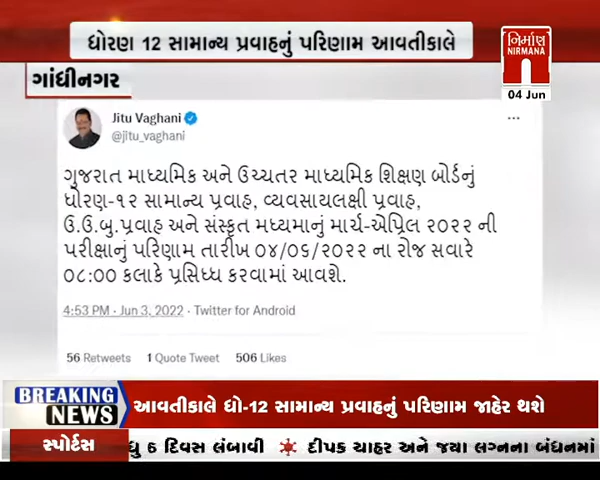 ધોરણ 12 સામાન્ય પ્રવાહનું પરિણામ આવતીકાલે
નિર્માણ
NIRMANA
ગાંધીનગર
04 Jun
Jitu Vaghani
@jitu_vaghani
ગુજરાત માધ્યમિક અને ઉચ્ચતર માધ્યમિક શિક્ષણ બોર્ડનું
ધોરણ-૧૨ સામાન્ય પ્રવાહ, વ્યવસાયલક્ષી પ્રવાહ,
ઉ.ઉ.બુ.પ્રવાહ અને સંસ્કૃત મધ્યમાનું માર્ચ-એપ્રિલ ૨૦૨૨ ની
પરીક્ષાનું પરિણામ તારીખ ૦૪/૦૬/૨૦૨૨ ના રોજ સવારે
૦૮:૦૦ કલાકે પ્રસિધ્ધ કરવામાં આવશે.
4:53 PM · Jun 3, 2022 · Twitter for Android
56 Retweets 1 Quote Tweet 506 Likes
BREAKING
NEWS
આવતીકાલે ધો-12 સામાન્ય પ્રવાહનું પરિણામ જાહેર થશે
સ્પોર્ટસ
ધુ 6 દિવસ લંબાવી દીપક ચાહર અને જયા લગ્નના બંધનમાં